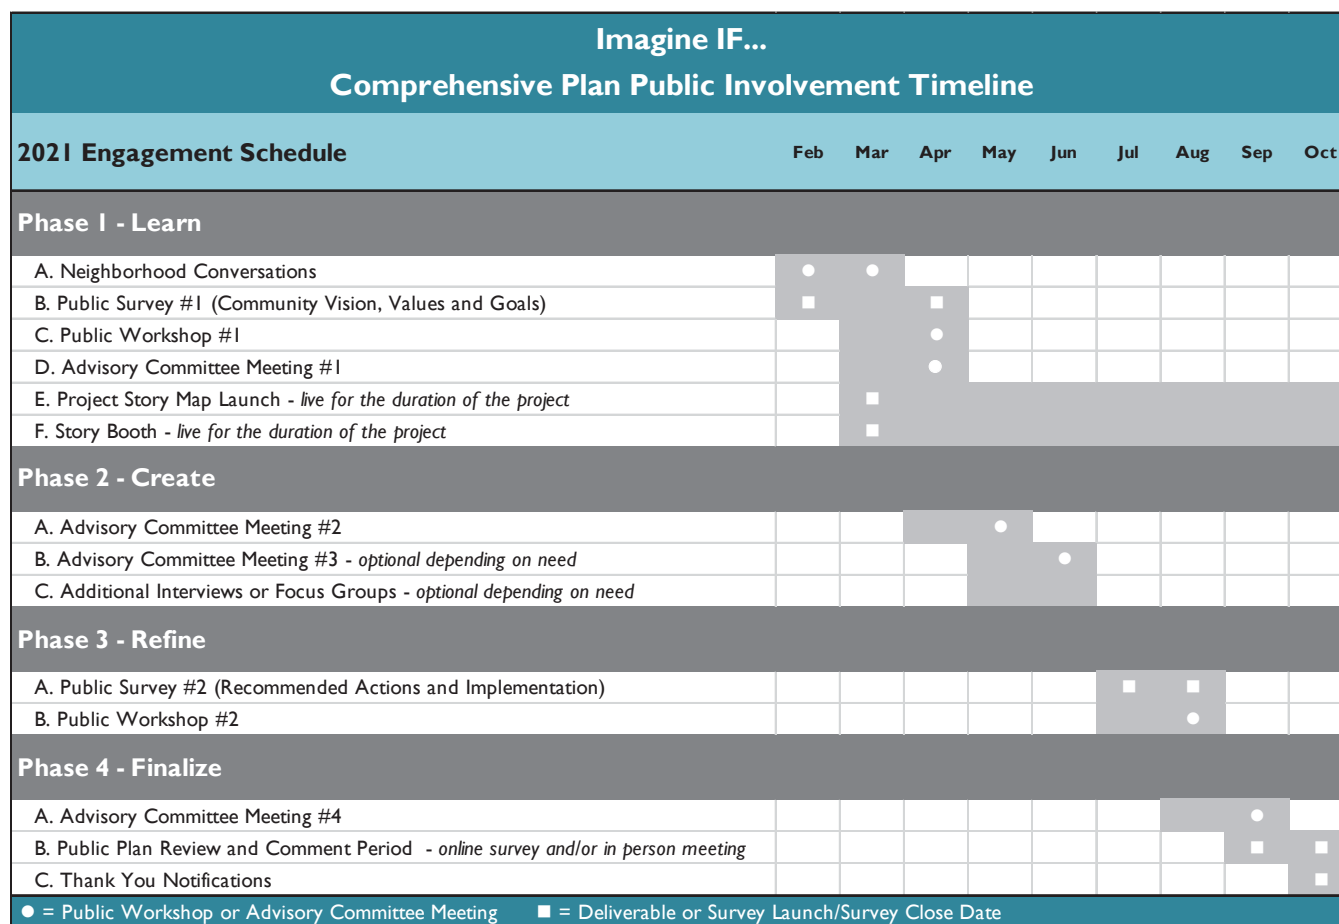 Imagine IF...
Comprehensive Plan Public Involvement Timeline
2021 Engagement Schedule Feb Mar Apr May Jun Jul Aug Sep Oct
Phase 1 - Learn
A. Neighborhood Conversations
B. Public Survey #1 (Community Vision, Values and Goals)
C. Public Workshop #1
D. Advisory Committee Meeting #1
E. Project Story Map Launch - live for the duration of the project
F. Story Booth - live for the duration of the project
Phase 2 - Create
A. Advisory Committee Meeting #2
B. Advisory Committee Meeting #3 - optional depending on need
C. Additional Interviews or Focus Groups - optional depending on need
Phase 3 - Refine
A. Public Survey #2 (Recommended Actions and Implementation)
B. Public Workshop #2
Phase 4 - Finalize
A. Advisory Committee Meeting #4
B. Public Plan Review and Comment Period - online survey and/or in person meeting
C. Thank You Notifications
● = Public Workshop or Advisory Committee Meeting ■ = Deliverable or Survey Launch/Survey Close Date